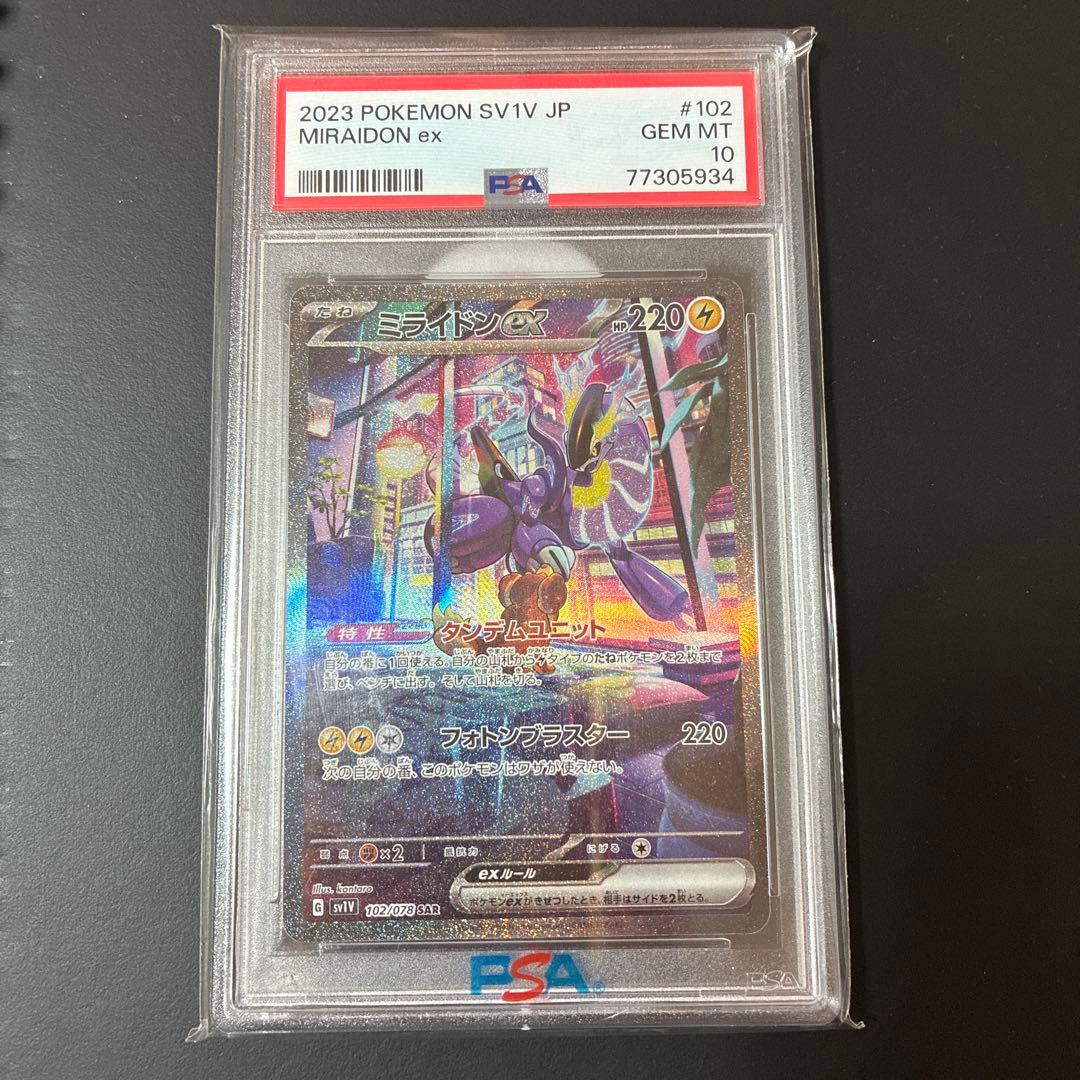 2023 POKEMON SV1V JP #102
MIRAIDON ex GEM MT
10
PSA 77305934
たね ミライドンex HP220
特性 タンデムユニット
自分の番に1回使える。自分の山札からタイプのたねポケモンを2枚まで
選び、ベンチに出す。そして山札を切る。
フォトンブラスター 220
次の自分の番、このポケモンはワザが使えない。
弱点 ×2 抵抗力 にげる
exルール
ポケモンexがきぜつしたとき、相手はサイドを2枚とる。
Illus. kantaro
G sv1V 102/078 SAR
PSA®
PSA